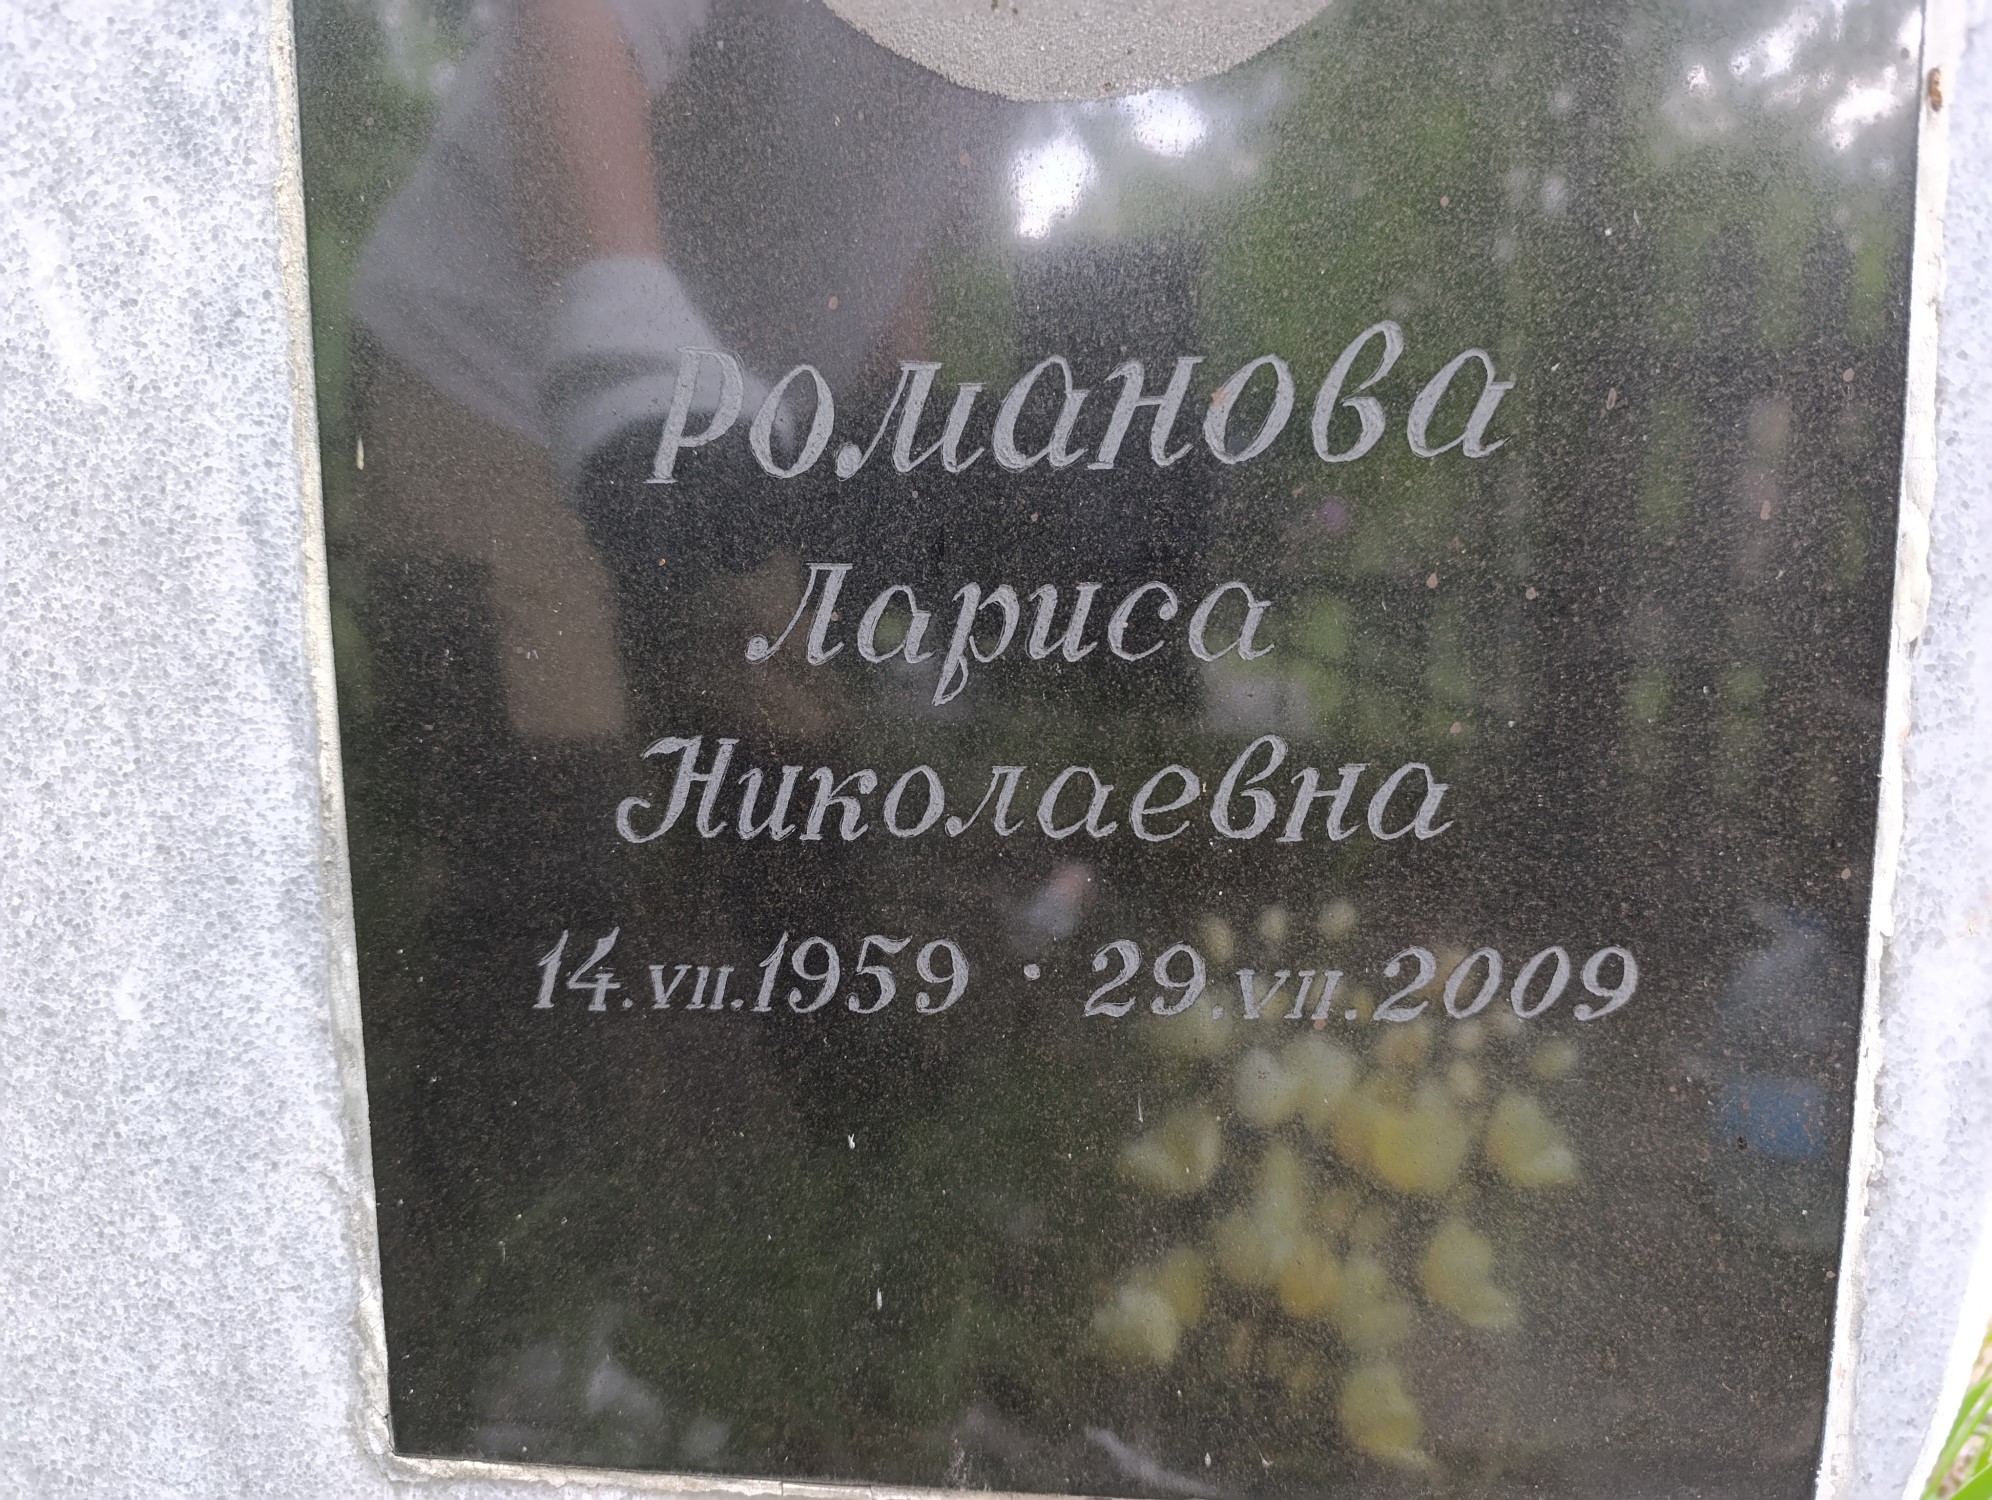 Романова
Лариса
Николаевна
14.VII.1959 · 29.VII.2009